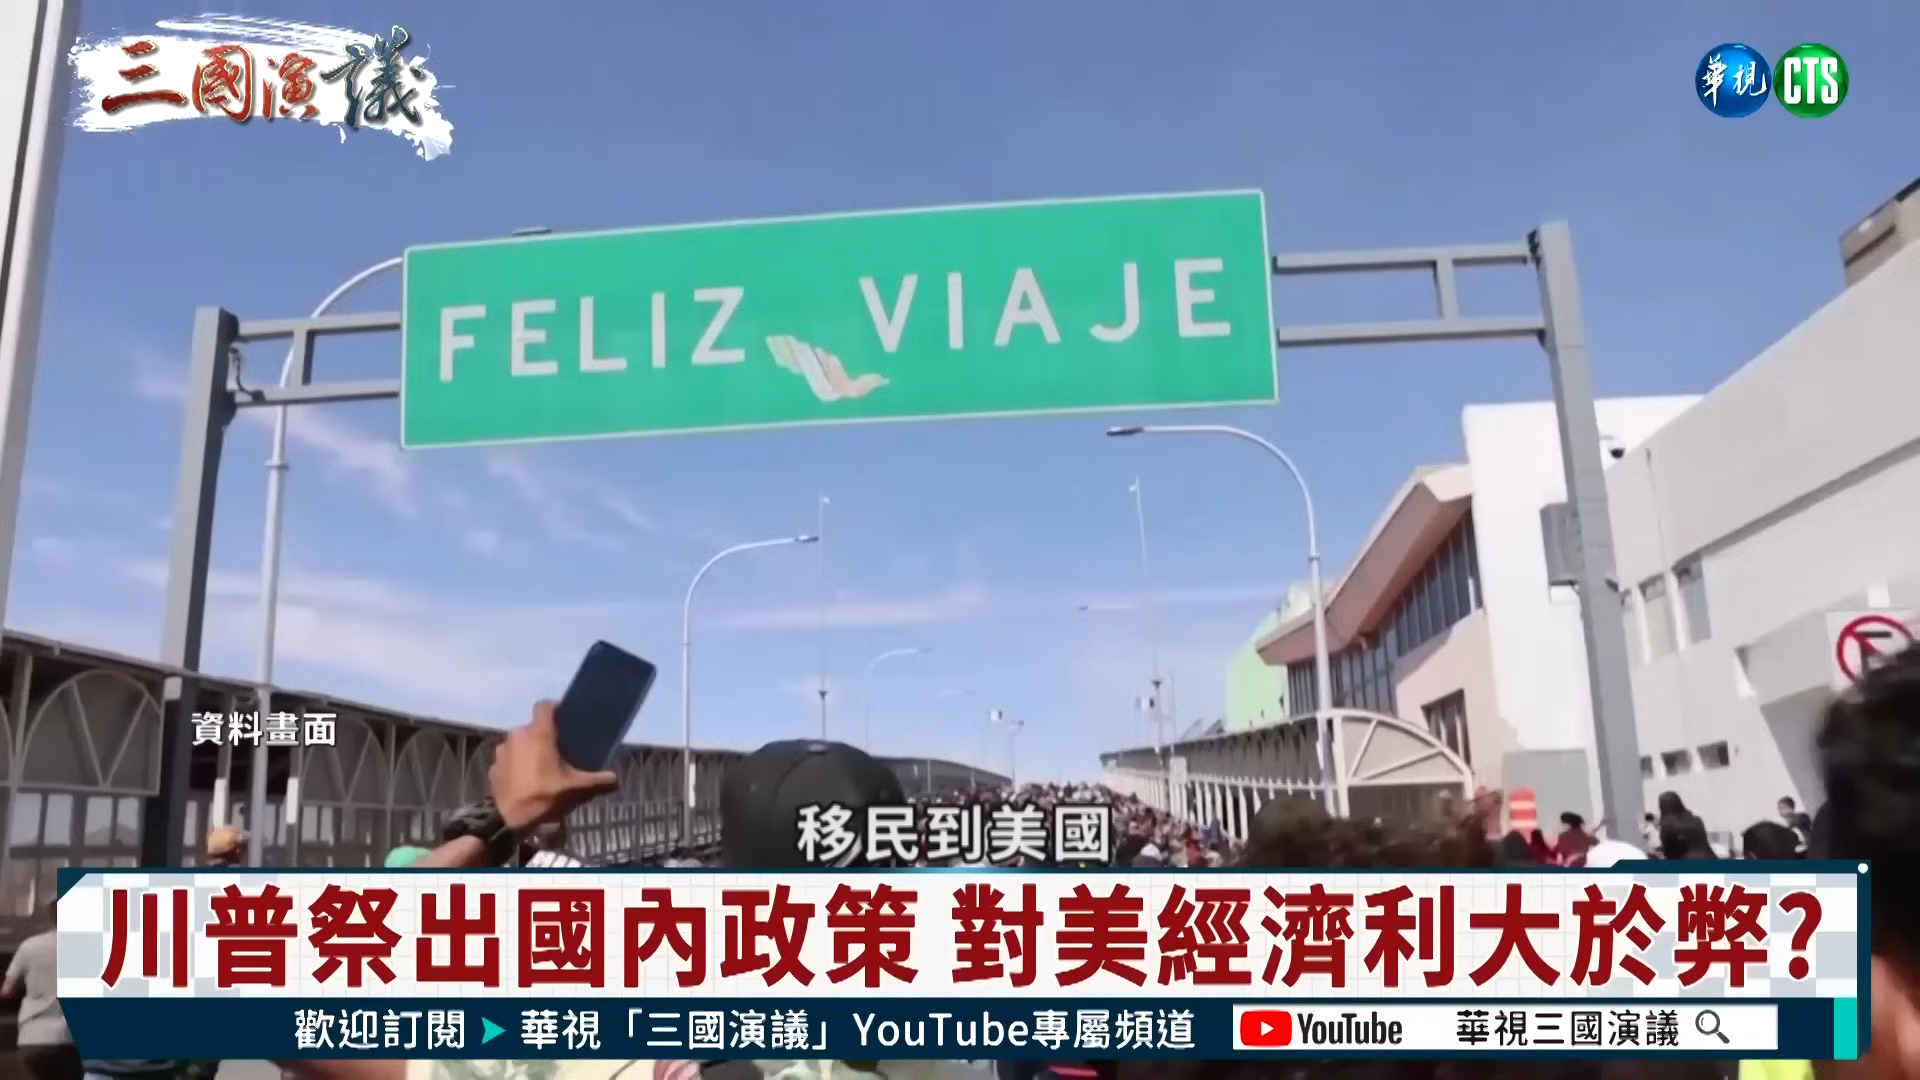 三國演議
華視 CTS
FELIZ VIAJE
資料畫面
移民到美國
川普祭出國內政策 對美經濟利大於弊?
歡迎訂閱 華視「三國演議」YouTube專屬頻道 YouTube 華視三國演議